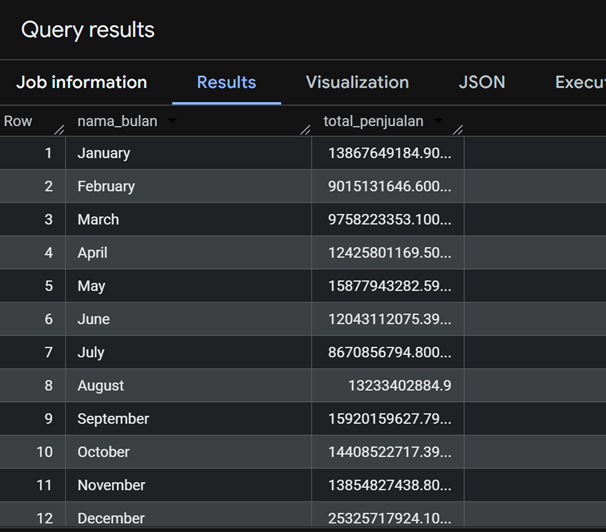 Query results
Job information Results Visualization JSON Execu
Row nama_bulan total_penjualan
1 January 13867649184.90...
2 February 9015131646.600...
3 March 9758223353.100...
4 April 12425801169.50...
5 May 15877943282.59...
6 June 12043112075.39...
7 July 8670856794.800...
8 August 13233402884.9
9 September 15920159627.79...
10 October 14408522717.39...
11 November 13854827438.80...
12 December 25325717924.10...